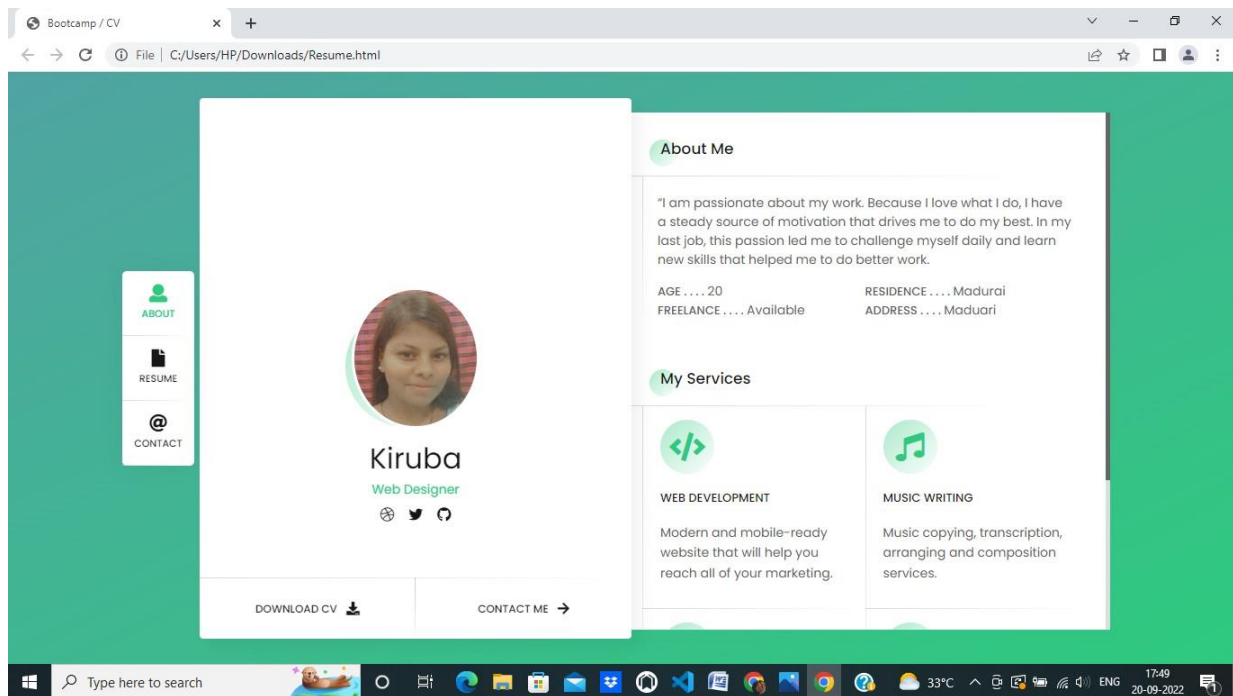 Bootcamp / CV
File | C:/Users/HP/Downloads/Resume.html
ABOUT
RESUME
@
CONTACT
Kiruba
Web Designer
DOWNLOAD CV
CONTACT ME
About Me
“I am passionate about my work. Because I love what I do, I have
a steady source of motivation that drives me to do my best. In my
last job, this passion led me to challenge myself daily and learn
new skills that helped me to do better work.
AGE . . . . 20
RESIDENCE . . . . Madurai
FREELANCE . . . . Available
ADDRESS . . . . Maduari
My Services
</>
WEB DEVELOPMENT
Modern and mobile-ready
website that will help you
reach all of your marketing.
MUSIC WRITING
Music copying, transcription,
arranging and composition
services.
Type here to search
33°C
ENG
17:49
20-09-2022